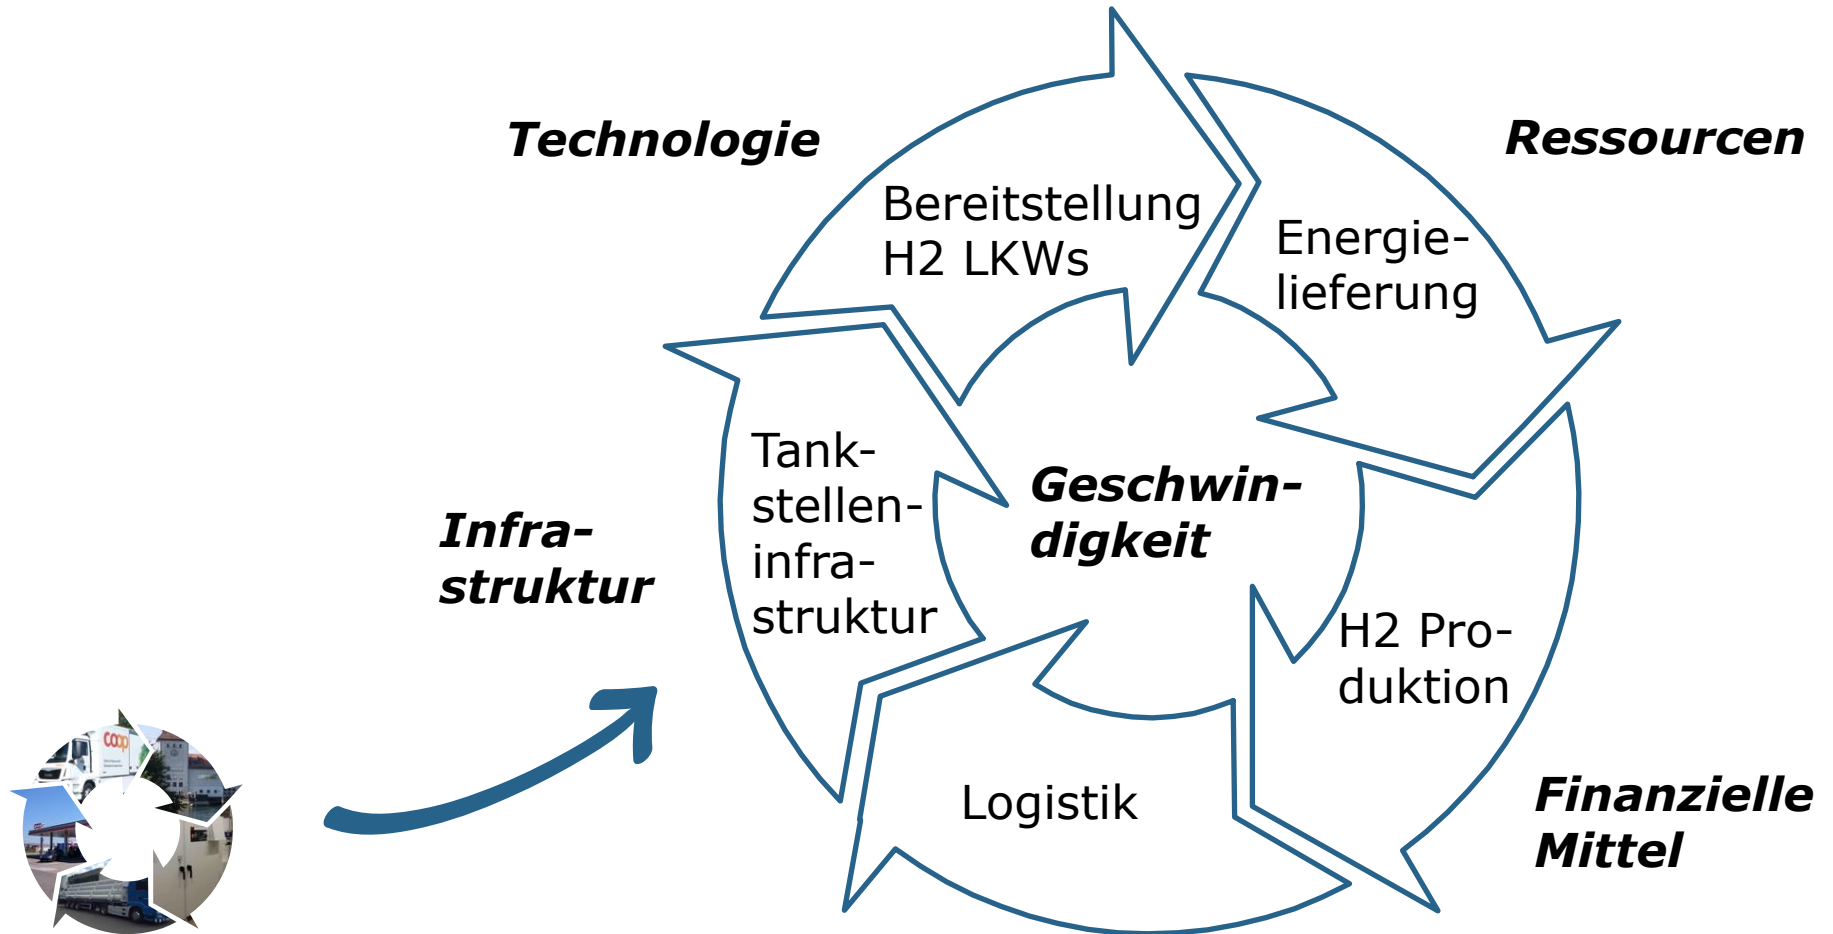 Technologie
Ressourcen
Bereitstellung
H2 LKWs
Energie-
lieferung
Tank-
stellen-
infra-
struktur
Geschwin-
digkeit
Infra-
struktur
H2 Pro-
duktion
Logistik
Finanzielle
Mittel
coop